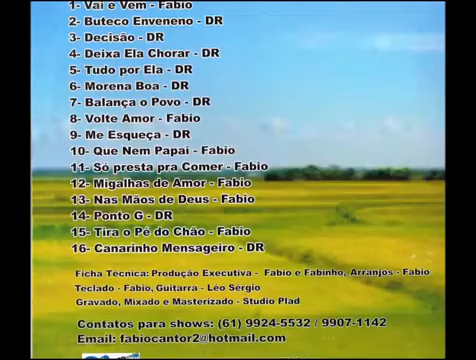 1- Vai e Vem - Fabio
2- Buteco Enveneno - DR
3- Decisão - DR
4- Deixa Ela Chorar - DR
5- Tudo por Ela - DR
6- Morena Boa - DR
7- Balança o Povo - DR
8- Volte Amor - Fabio
9- Me Esqueça - DR
10- Que Nem Papai - Fabio
11- Só presta pra Comer - Fabio
12- Migalhas de Amor - Fabio
13- Nas Mãos de Deus - Fabio
14- Ponto G - DR
15- Tira o Pé do Chão - Fabio
16- Canarinho Mensageiro - DR
Ficha Técnica: Produção Executiva - Fabio e Fabinho, Arranjos - Fabio
Teclado - Fabio, Guitarra - Léo Sérgio
Gravado, Mixado e Masterizado - Studio Plad
Contatos para shows: (61) 9924-5532 / 9907-1142
Email: fabiocantor2@hotmail.com